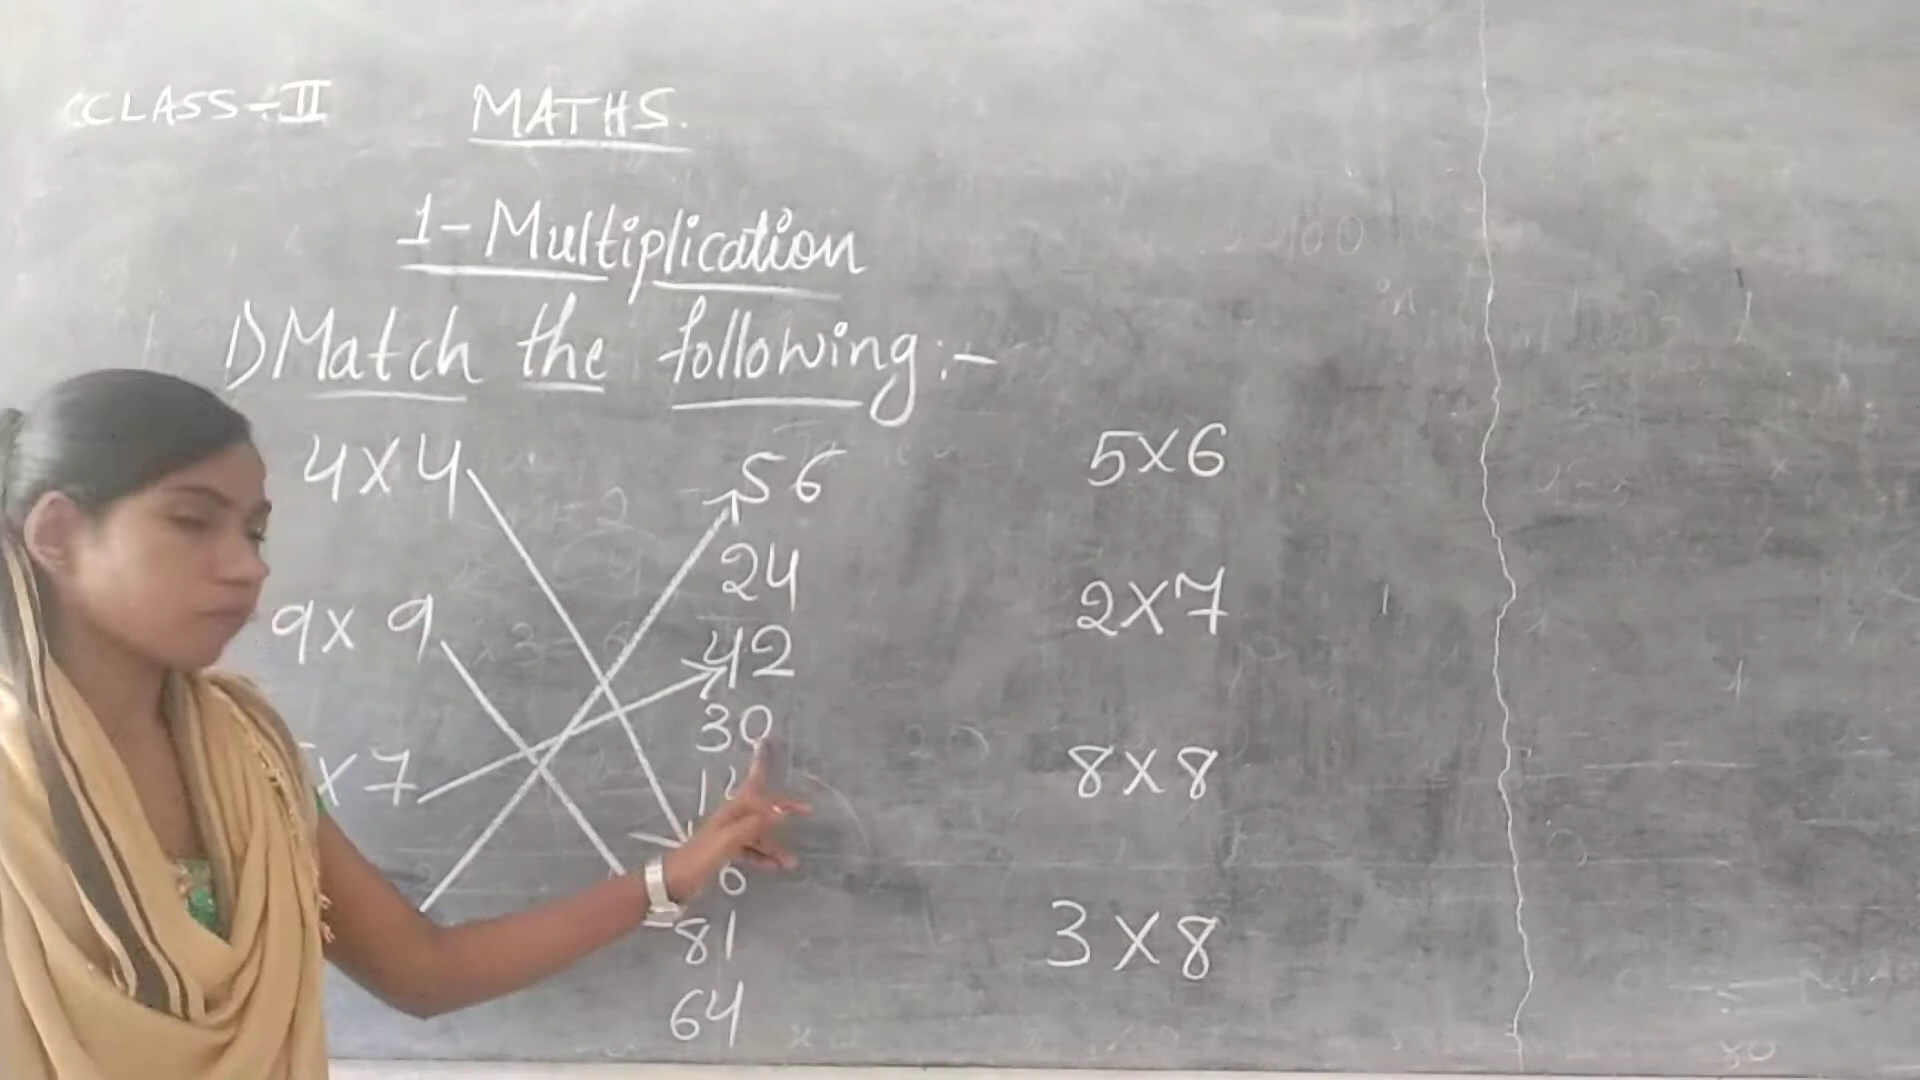 CLASS-II MATHS.
1-Multiplication
1) Match the following:-
4X4 56 5X6
24
9x9 42 2X7
30
x7 8X8
81 3X8
64